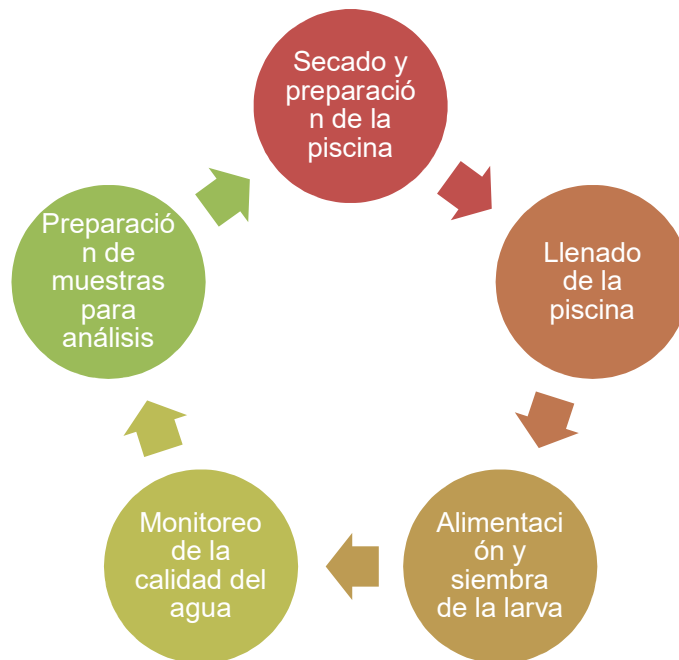 Secado y
preparació
n de la
piscina
Llenado
de la
piscina
Alimentaci
ón y
siembra
de la larva
Monitoreo
de la
calidad del
agua
Preparació
n de
muestras
para
análisis